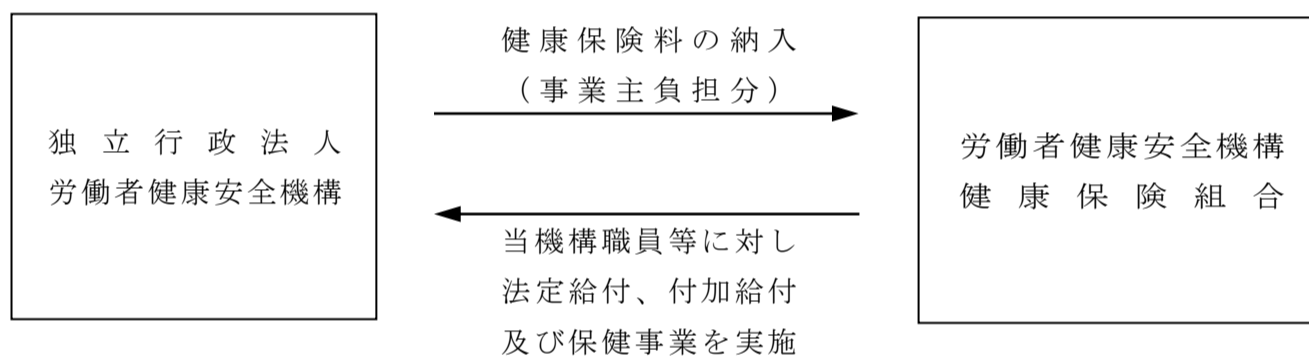 独立行政法人
労働者健康安全機構
健康保険料の納入
（事業主負担分）
当機構職員等に対し
法定給付、付加給付
及び保健事業を実施
労働者健康安全機構
健康保険組合